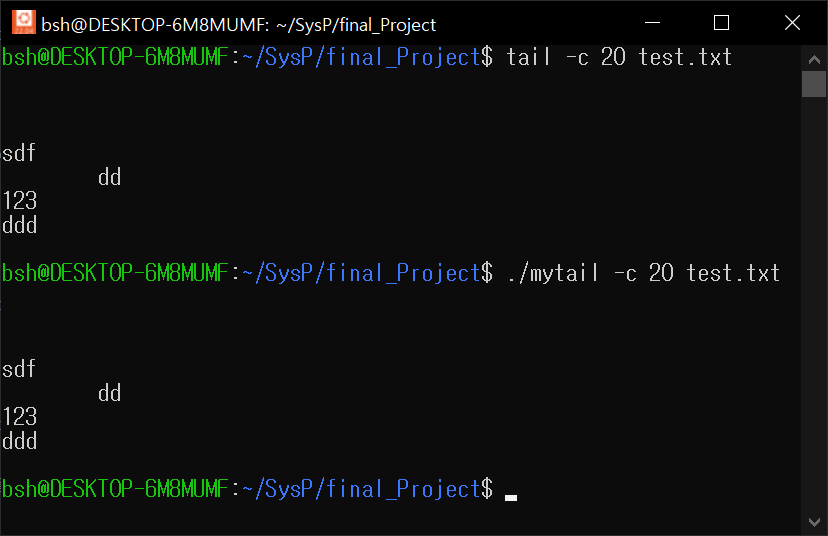 bsh@DESKTOP-6M8MUMF: ~/SysP/final_Project
bsh@DESKTOP-6M8MUMF:~/SysP/final_Project$ tail -c 20 test.txt
sdf
dd
123
ddd
bsh@DESKTOP-6M8MUMF:~/SysP/final_Project$ ./mytail -c 20 test.txt
sdf
dd
123
ddd
bsh@DESKTOP-6M8MUMF:~/SysP/final_Project$